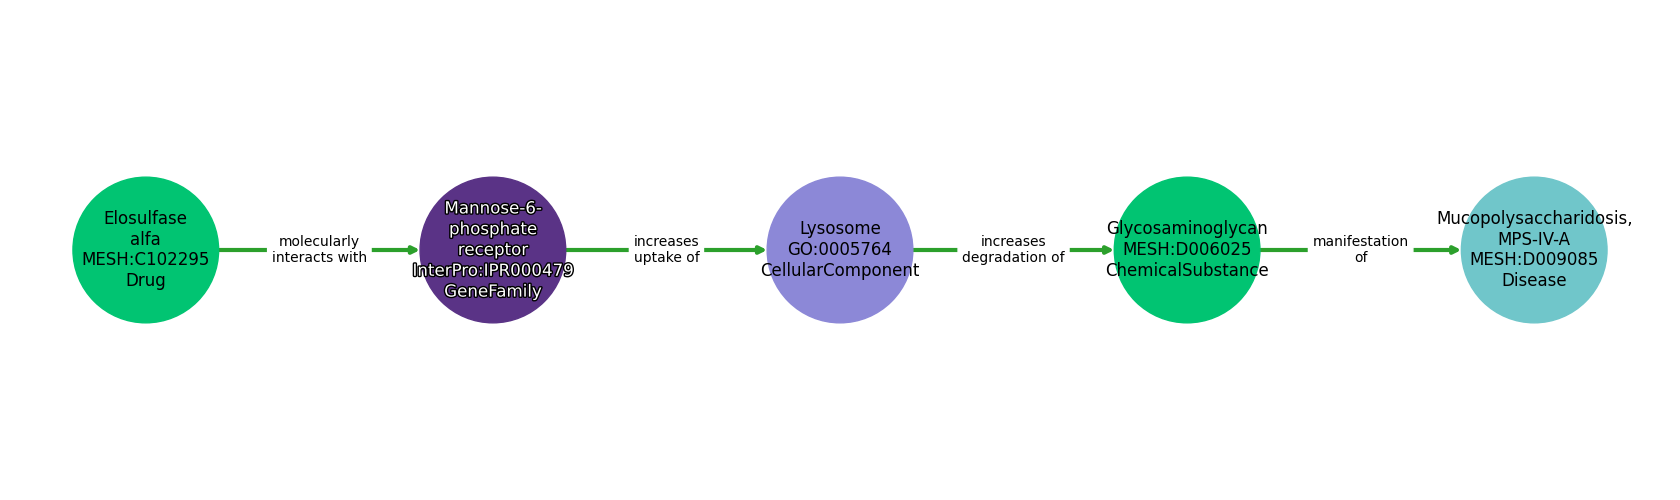 Elosulfase
alfa
MESH:C102295
Drug
molecularly
interacts with
Mannose-6-
phosphate
receptor
InterPro:IPR000479
GeneFamily
increases
uptake of
Lysosome
GO:0005764
CellularComponent
increases
degradation of
Glycosaminoglycan
MESH:D006025
ChemicalSubstance
manifestation
of
Mucopolysaccharidosis,
MPS-IV-A
MESH:D009085
Disease